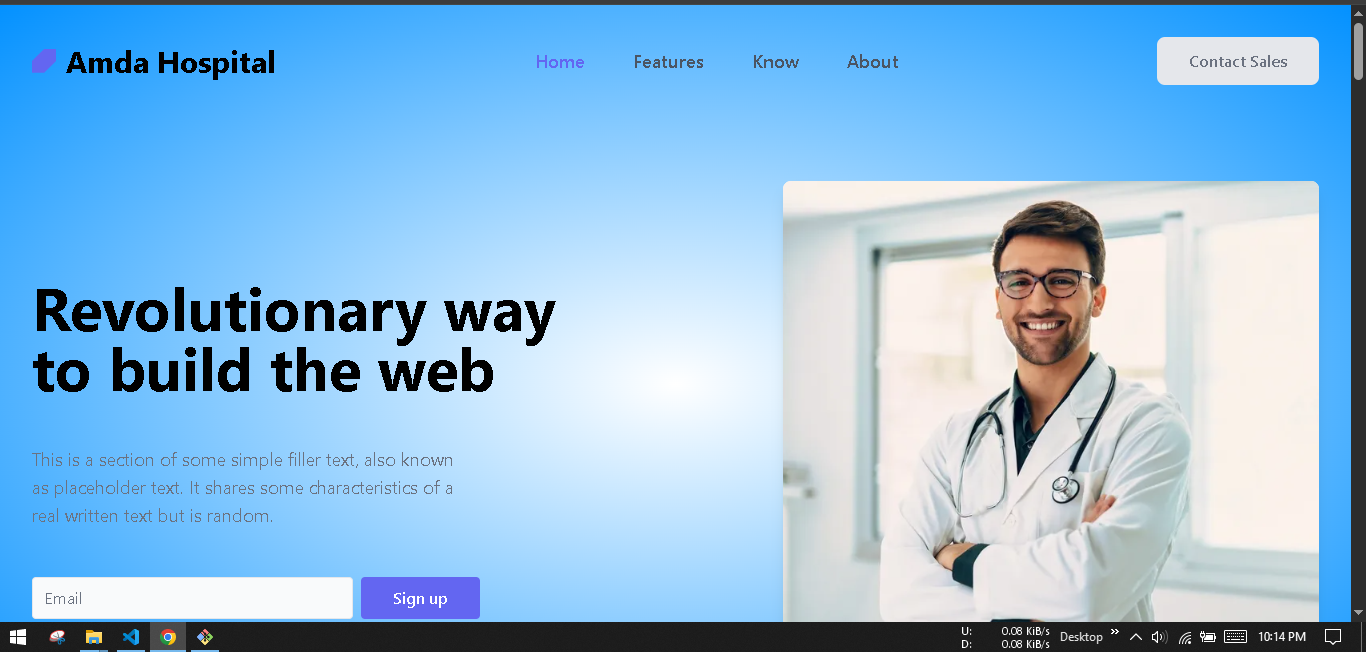 Amda Hospital
Home
Features
Know
About
Contact Sales
Revolutionary way
to build the web
This is a section of some simple filler text, also known
as placeholder text. It shares some characteristics of a
real written text but is random.
Email
Sign up
U: 0.08 KiB/s
D: 0.08 KiB/s
Desktop
10:14 PM